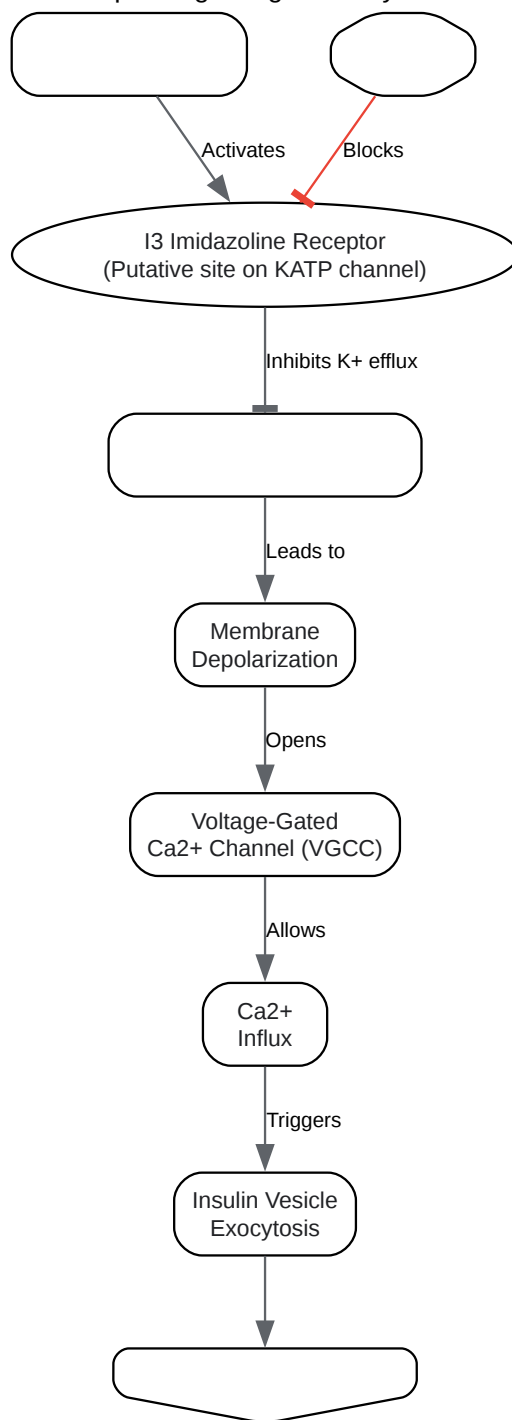 Activates
Blocks
I3 Imidazoline Receptor
(Putative site on KATP channel)
Inhibits K+ efflux
Leads to
Membrane
Depolarization
Opens
Voltage-Gated
Ca2+ Channel (VGCC)
Allows
Ca2+
Influx
Triggers
Insulin Vesicle
Exocytosis